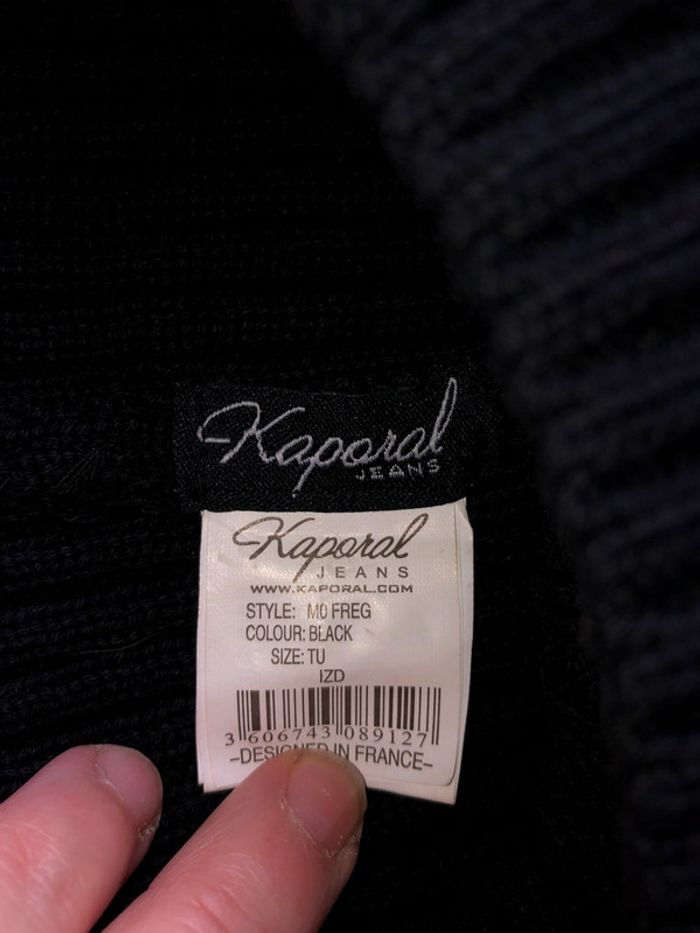 Kaporal
JEANS
Kaporal
JEANS
WWW.KAPORAL.COM
STYLE: M0 FREG
COLOUR: BLACK
SIZE: TU
IZD
3 606743 089127
-DESIGNED IN FRANCE-